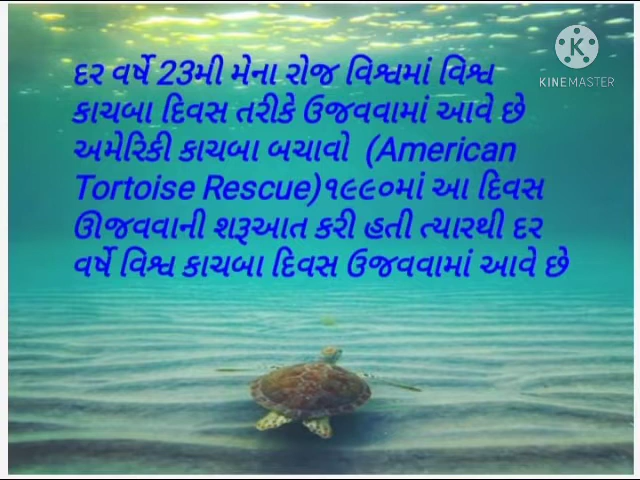 દર વર્ષે 23મી મેના રોજ વિશ્વમાં વિશ્વ
કાચબા દિવસ તરીકે ઉજવવામાં આવે છે
અમેરિકી કાચબા બચાવો (American
Tortoise Rescue)૧૯૯૦માં આ દિવસ
ઊજવવાની શરૂઆત કરી હતી ત્યારથી દર
વર્ષે વિશ્વ કાચબા દિવસ ઉજવવામાં આવે છે
K
KINEMASTER